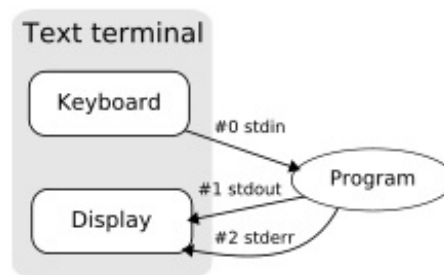 Text terminal
Keyboard
#0 stdin
Program
#1 stdout
Display
#2 stderr